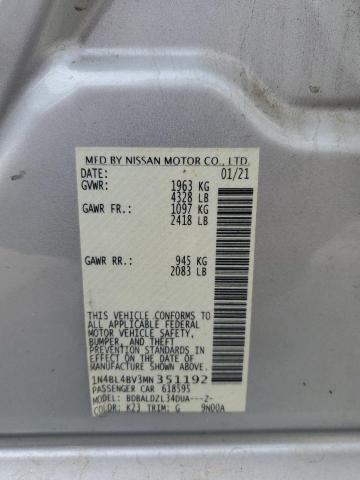 MFD BY NISSAN MOTOR CO., LTD.
DATE: 01/21
GVWR: 1963 KG
4328 LB
GAWR FR.: 1097 KG
2418 LB
GAWR RR.: 945 KG
2083 LB
THIS VEHICLE CONFORMS TO ALL
APPLICABLE FEDERAL MOTOR
VEHICLE SAFETY,
BUMPER, AND THEFT
PREVENTION STANDARDS
IN EFFECT ON THE DATE OF
MANUFACTURE SHOWN ABOVE.
1N4BL4BV3MN351192
PASSENGER CAR 618595
MODEL: BDBALDZL34DUA---Z-
COLOR: K23 TRIM: G 9N00A